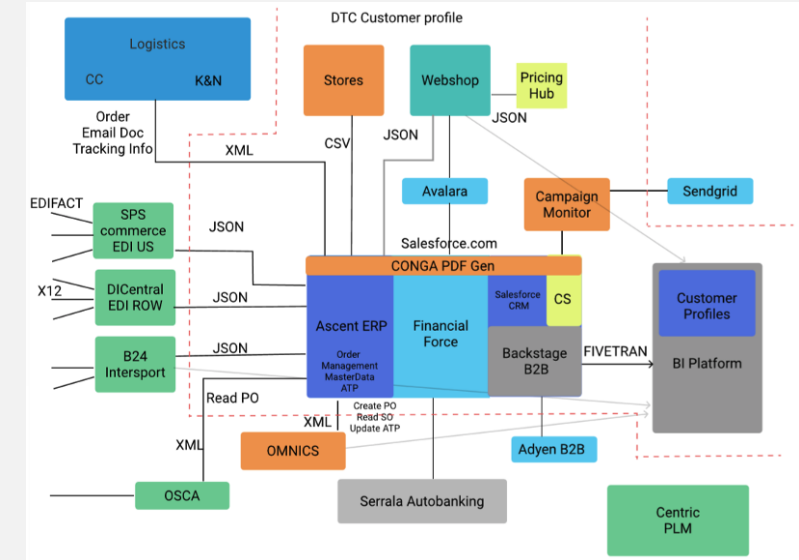 DTC Customer profile
Logistics
CC
K&N
Stores
Webshop
Pricing
Hub
JSON
Order
Email Doc
Tracking Info
XML
CSV
JSON
Avalara
Campaign
Monitor
Sendgrid
EDIFACT
SPS
commerce
EDI US
JSON
Salesforce.com
CONGA PDF Gen
X12
DICentral
EDI ROW
JSON
Ascent ERP
Order
Management
MasterData
ATP
Financial
Force
Salesforce
CRM
CS
Backstage
B2B
Customer
Profiles
BI Platform
FIVETRAN
B24
Intersport
JSON
Read PO
Create PO
Read SO
Update ATP
XML
XML
OMNICS
Adyen B2B
OSCA
Serrala Autobanking
Centric
PLM